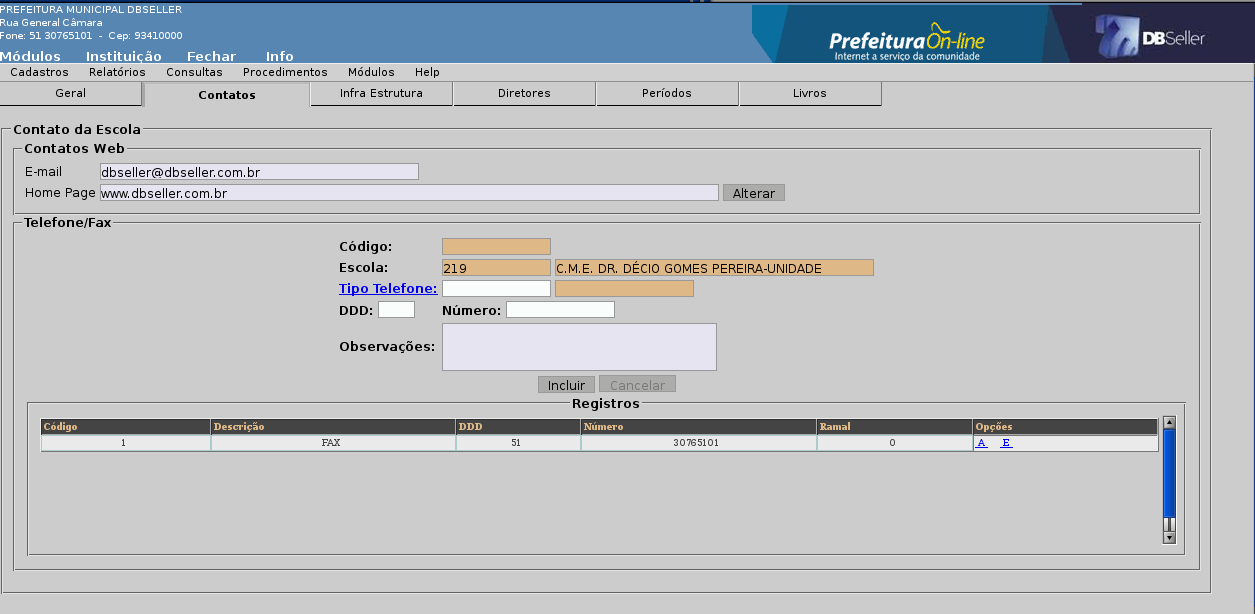 PREFEITURA MUNICIPAL DBSELLER
Rua General Câmara
Fone: 51 30765101 - Cep: 93410000
Prefeitura On-line
Internet a serviço da comunidade
DBSeller
Módulos Instituição Fechar Info
Cadastros Relatórios Consultas Procedimentos Módulos Help
Geral Contatos Infra Estrutura Diretores Períodos Livros
Contato da Escola
Contatos Web
E-mail dbseller@dbseller.com.br
Home Page www.dbseller.com.br Alterar
Telefone/Fax
Código:
Escola: 219 C.M.E. DR. DÉCIO GOMES PEREIRA-UNIDADE
Tipo Telefone:
DDD: Número:
Observações:
Incluir Cancelar
Registros
Código Descrição DDD Número Ramal Opções
1 FAX 51 30765101 0 A E